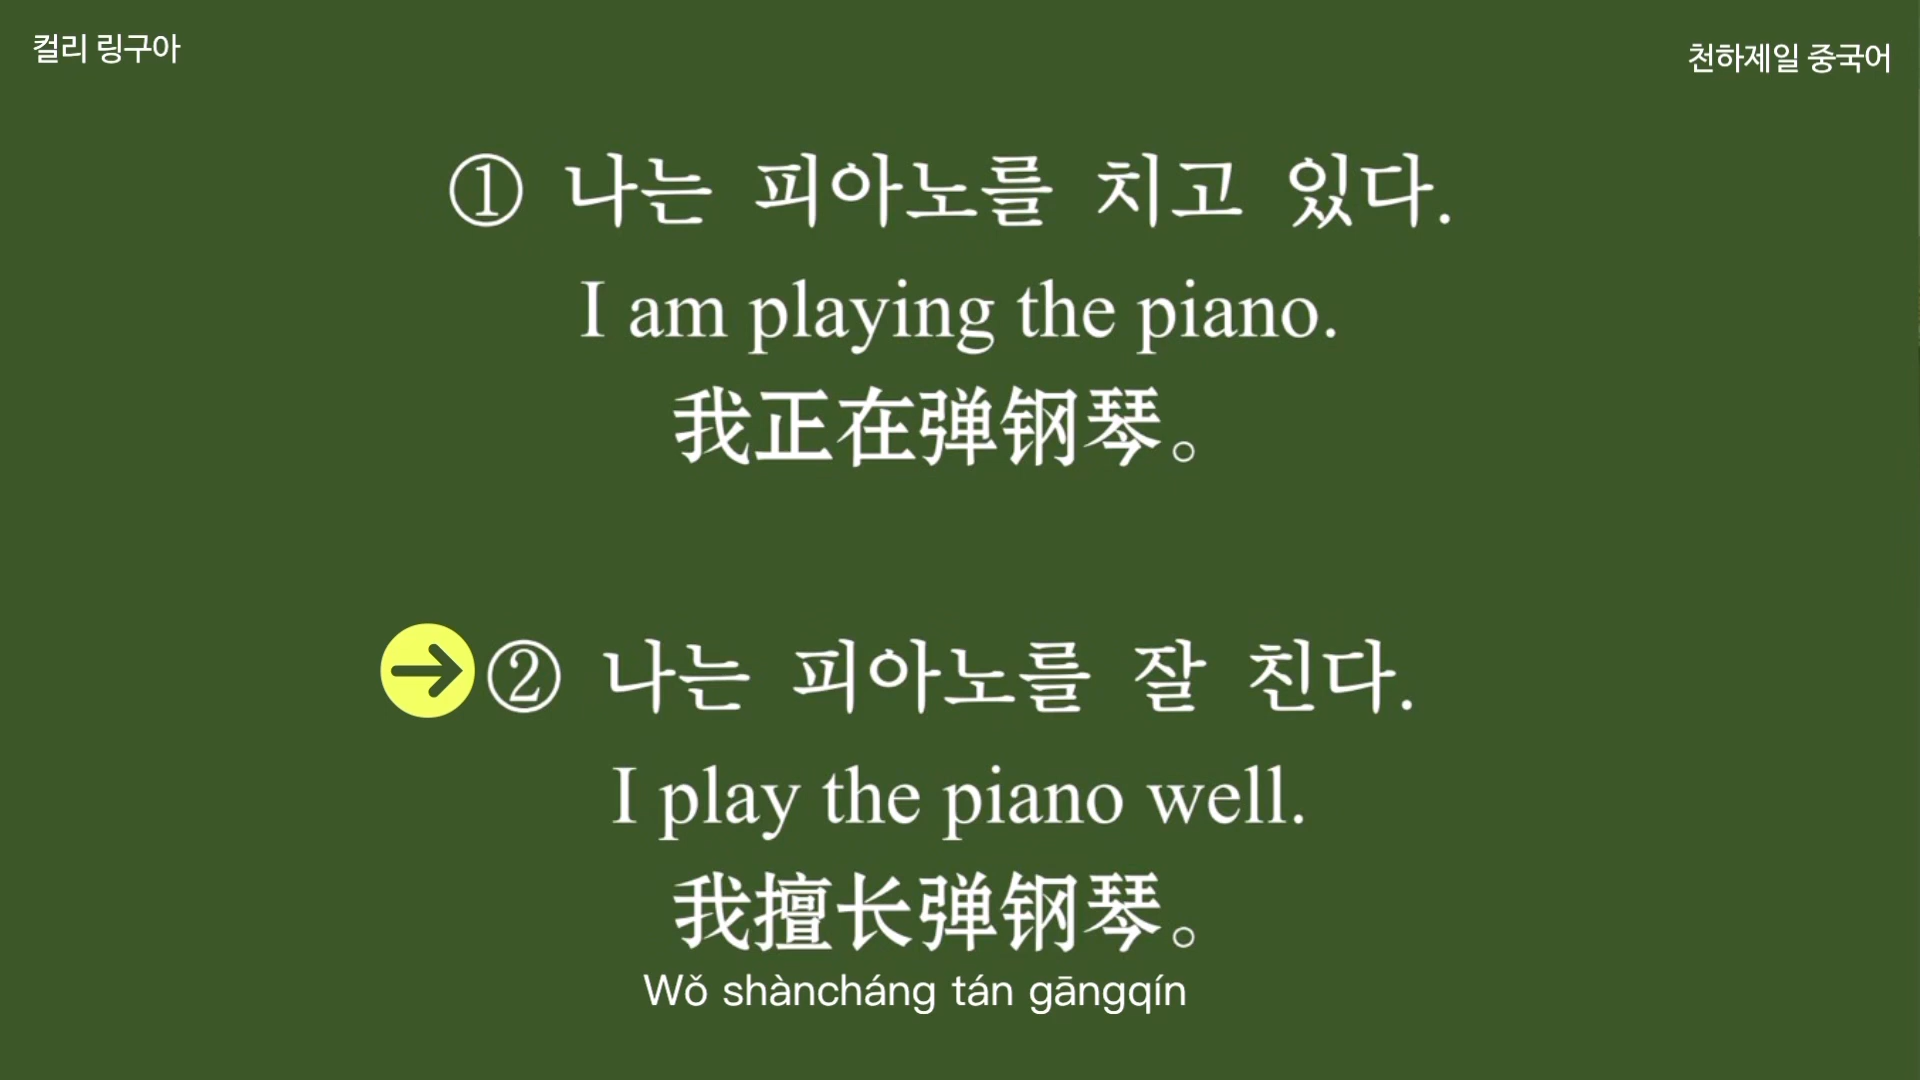 컬리 링구아
천하제일 중국어
① 나는 피아노를 치고 있다.
I am playing the piano.
我正在弹钢琴。
② 나는 피아노를 잘 친다.
I play the piano well.
我擅长弹钢琴。
Wǒ shàncháng tán gāngqín